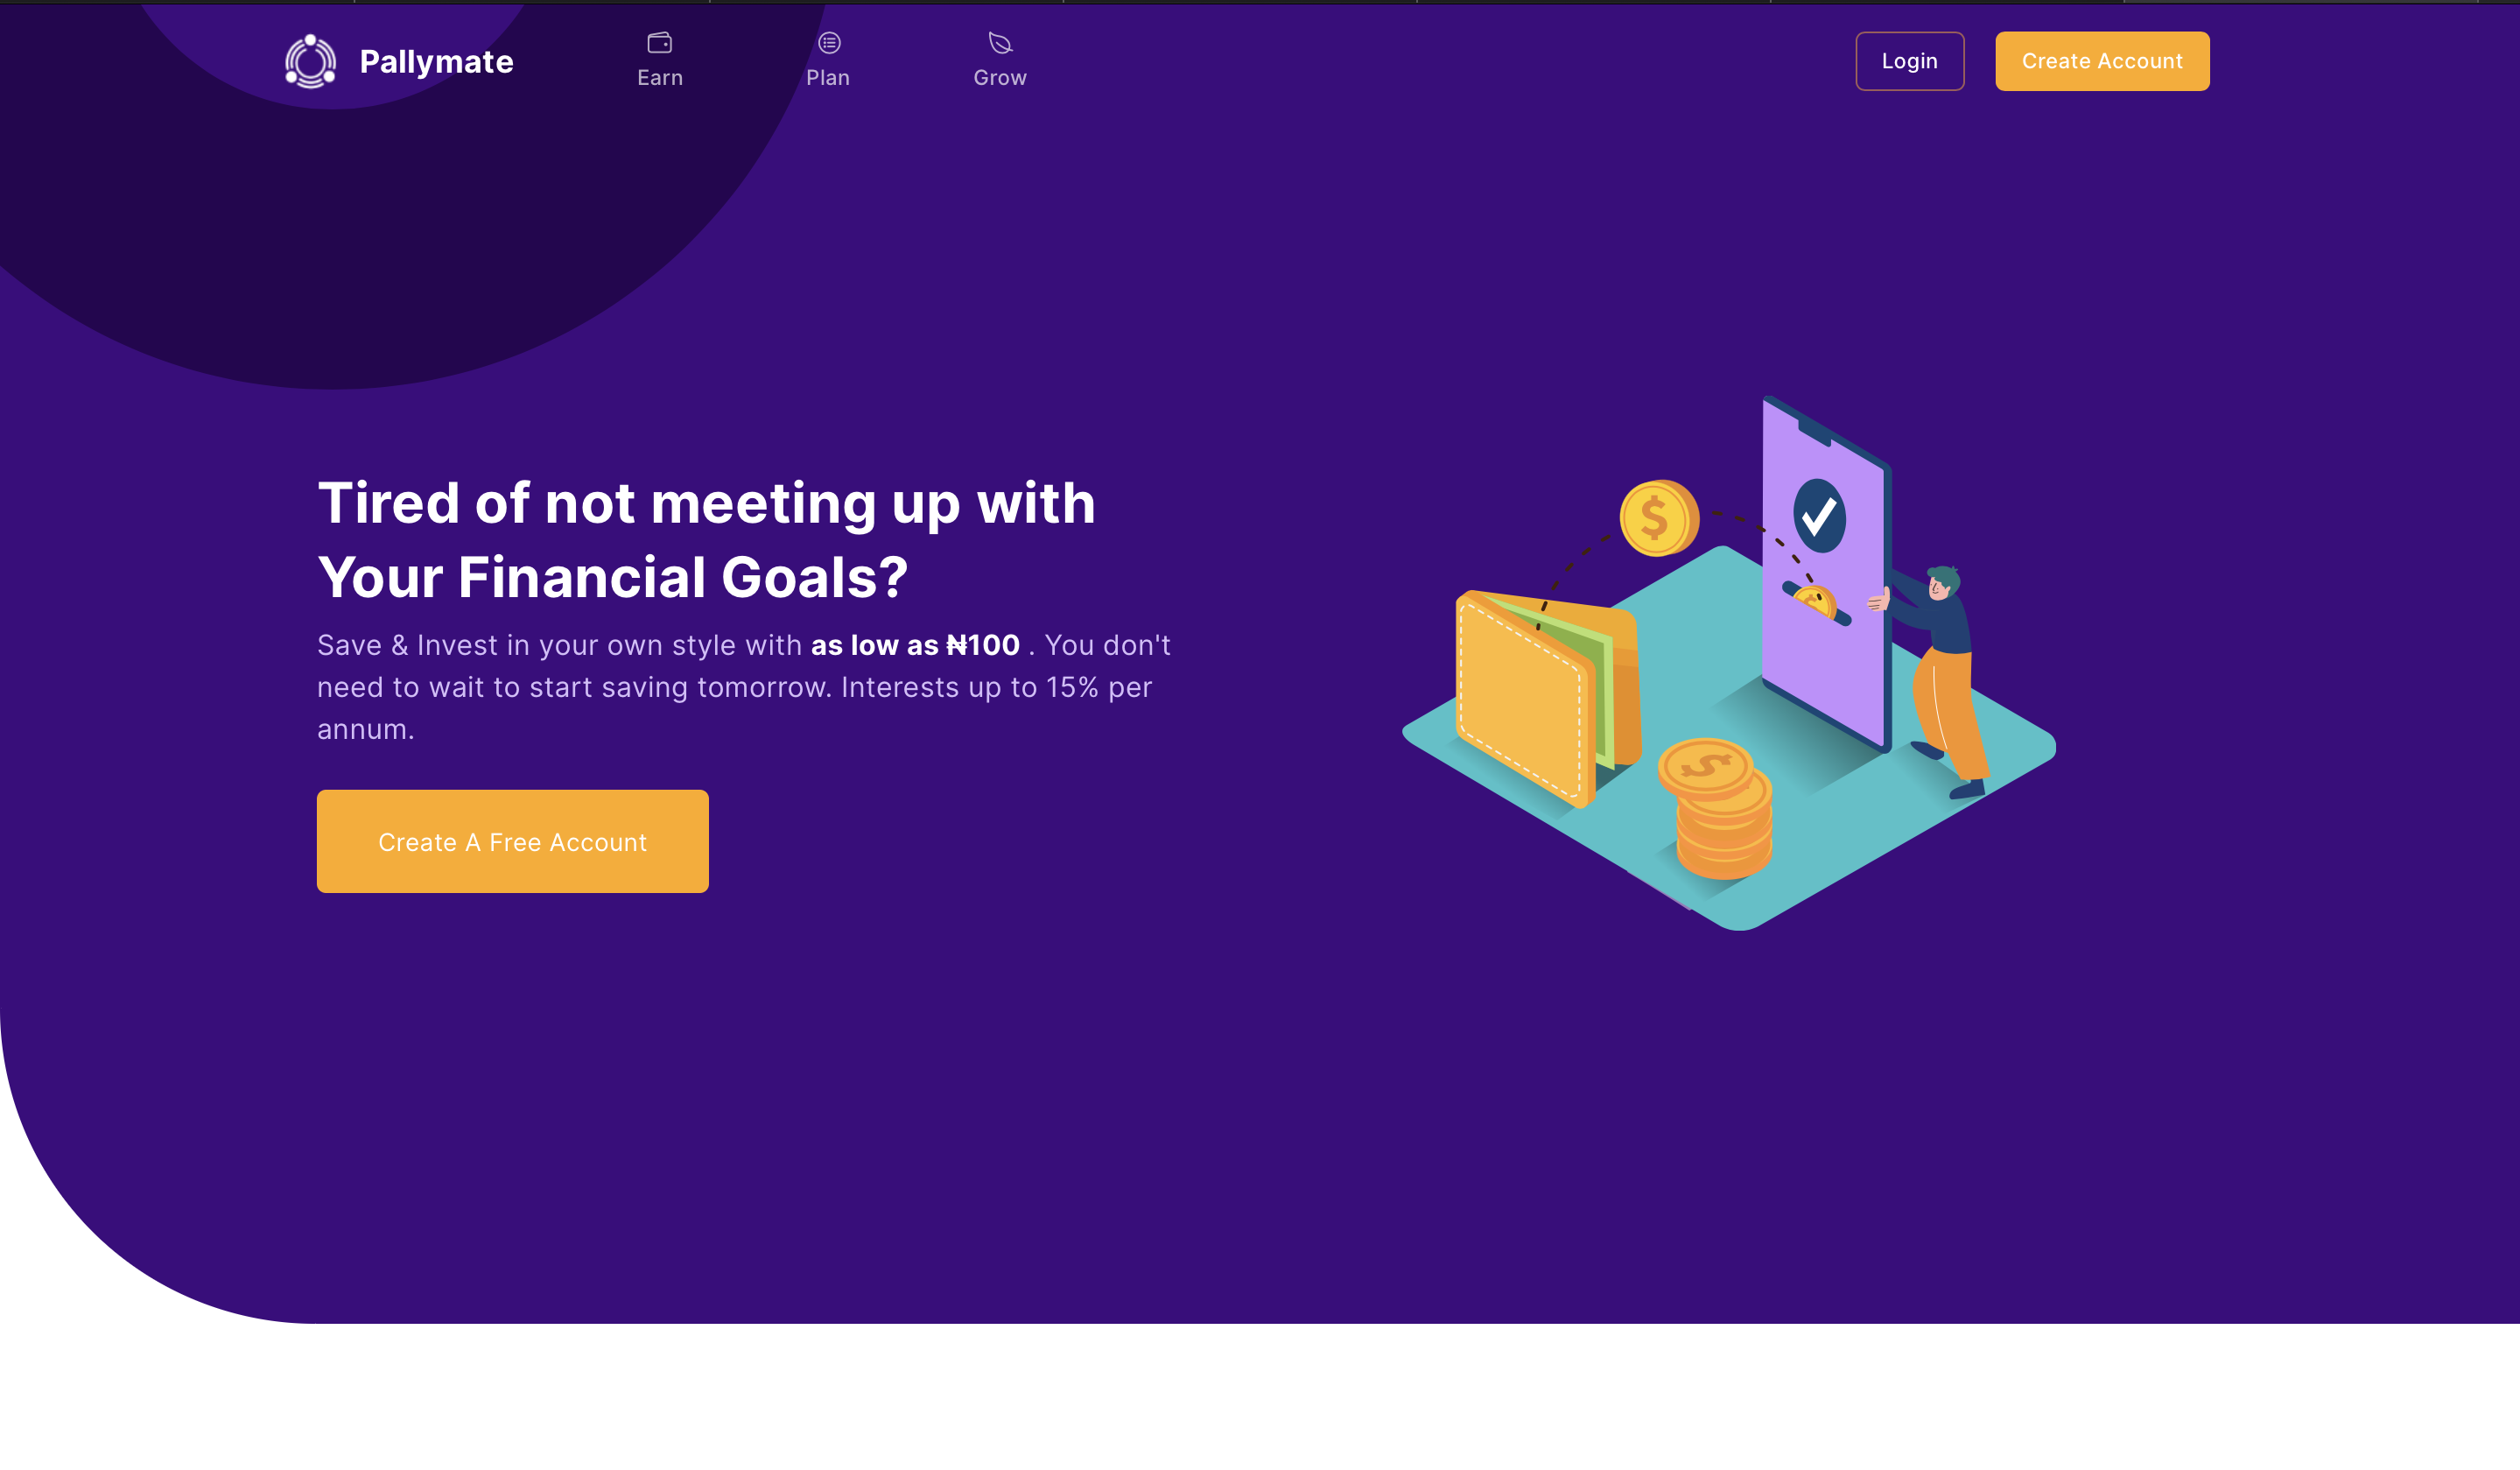 Pallymate
Earn
Plan
Grow
Login
Create Account
Tired of not meeting up with
Your Financial Goals?
Save & Invest in your own style with as low as ₦100 . You don't
need to wait to start saving tomorrow. Interests up to 15% per
annum.
Create A Free Account
$
$
$